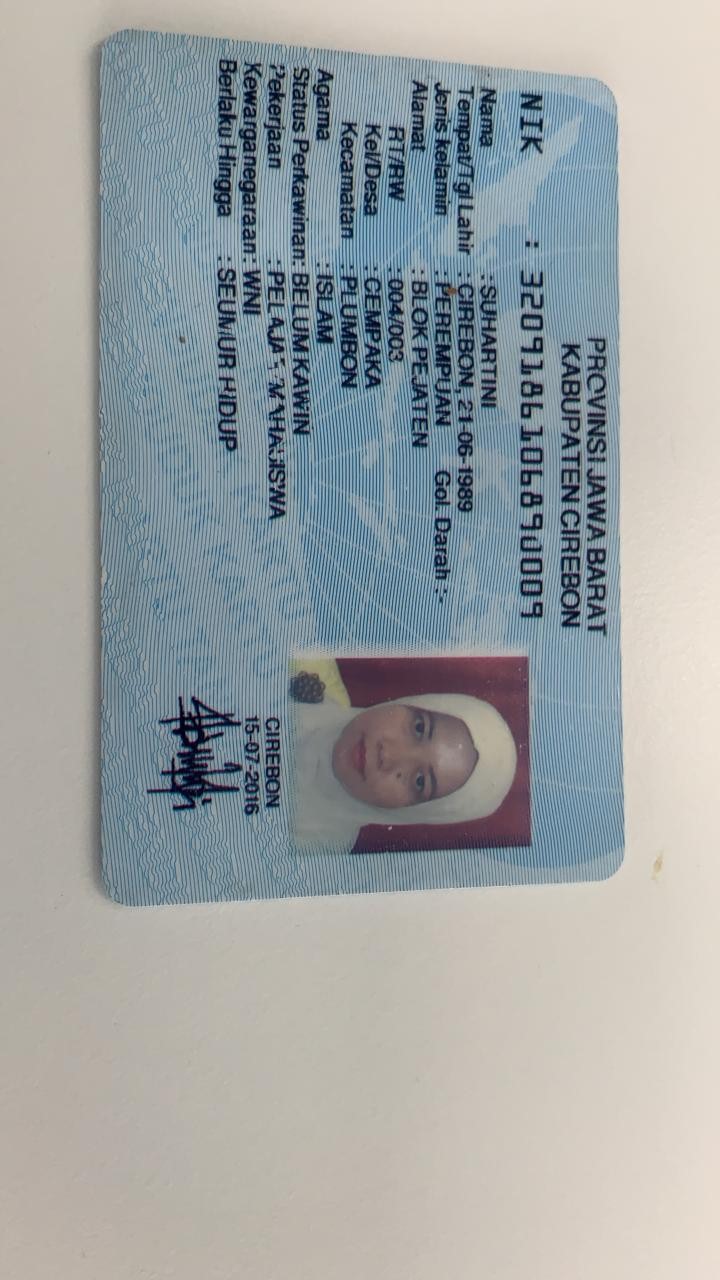 PROVINSI JAWA BARAT
KABUPATEN CIREBON
NIK : 3209186106890009
Nama : SUHARTINI
Tempat/Tgl Lahir : CIREBON, 21-06-1989
Jenis kelamin : PEREMPUAN Gol. Darah : -
Alamat : BLOK PEJATEN
RT/RW : 004/003
Kel/Desa : CEMPAKA
Kecamatan : PLUMBON
Agama : ISLAM
Status Perkawinan: BELUM KAWIN
Pekerjaan : PELAJAR/MAHASISWA
Kewarganegaraan: WNI
Berlaku Hingga : SEUMUR HIDUP
CIREBON
15-07-2016